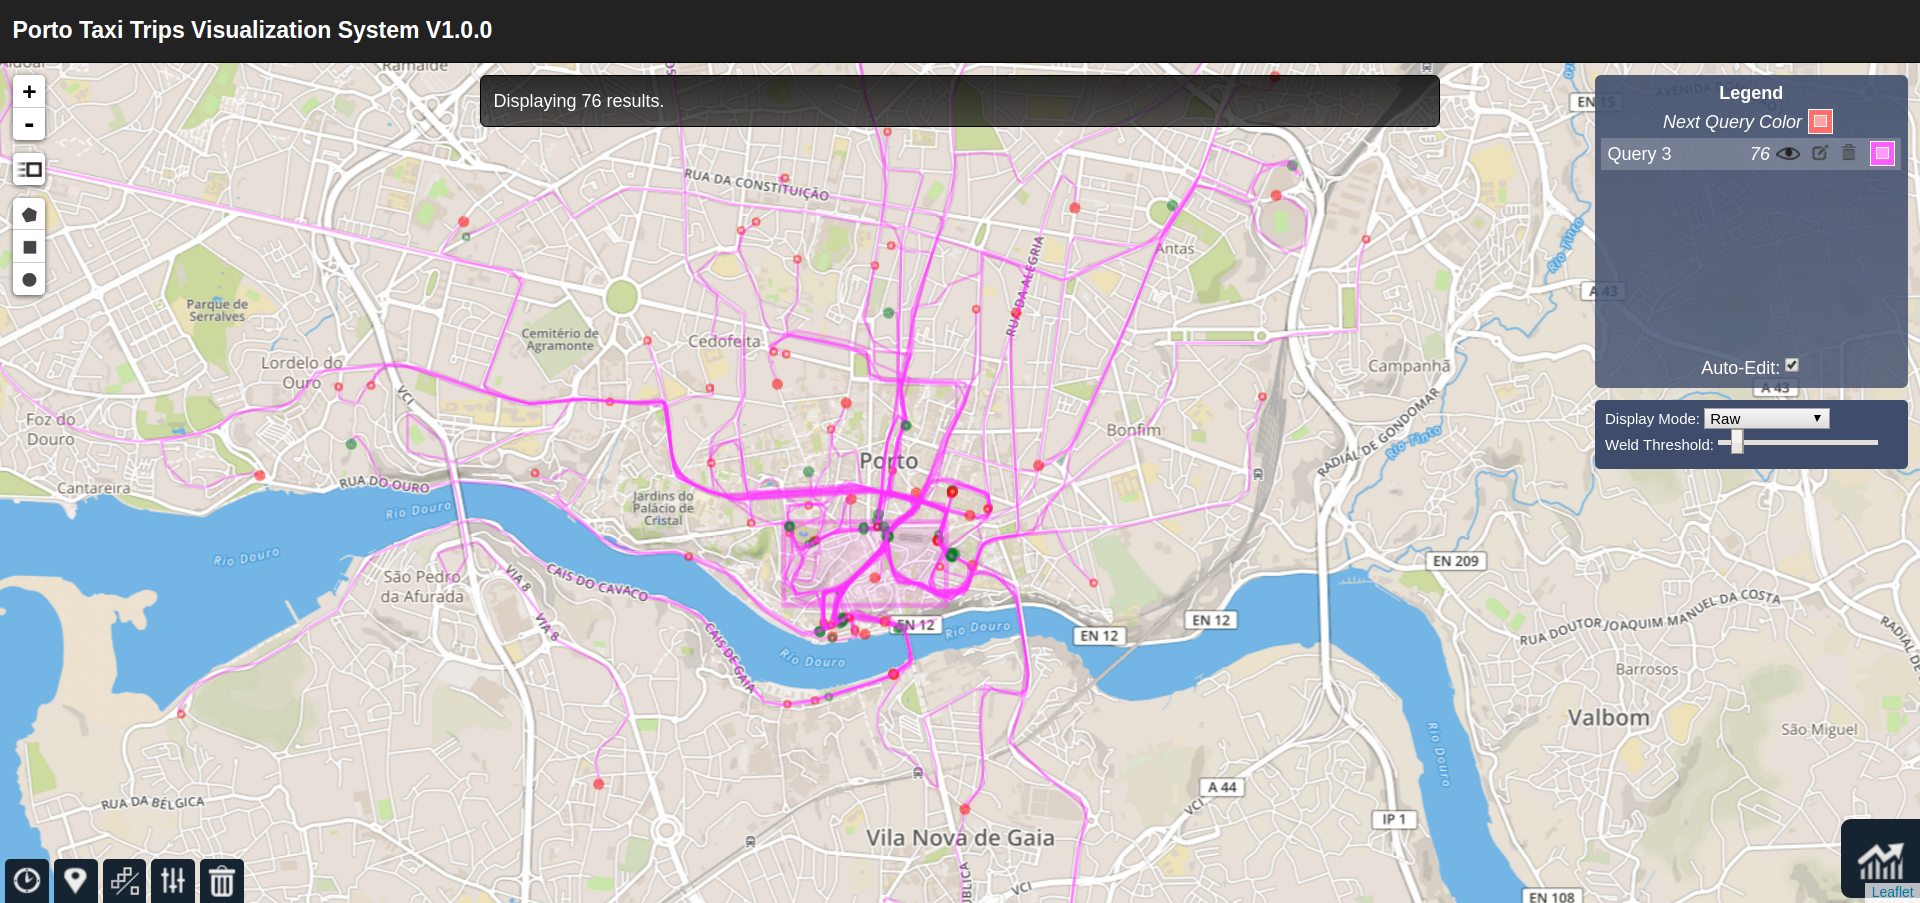 Porto Taxi Trips Visualization System V1.0.0
Ramalde
+
-
Displaying 76 results.
Legend
Next Query Color
Query 3 76
Auto-Edit:
Display Mode: Raw
Weld Threshold:
EN 15
RUA DA CONSTITUIÇÃO
RUA DA ALEGRIA
Antas
Rio Tinto
A 43
Parque de
Serralves
Cemitério de
Agramonte
Cedofeita
Lordelo do
Ouro
VCI
Campanhã
A 43
Foz do
Douro
Bonfim
RADIAL DE GONDOMAR
Rio Tinto
Porto
Cantareira
RUA DO OURO
Rio Douro
Jardins do
Palácio de
Cristal
Rio Douro
São Pedro
da Afurada
VIA 8
CAIS DO CAVACO
EN 209
VIA 8
CAIS DE GAIA
EN 12
Rio Douro
EN 12
EN 12
RUA DOUTOR JOAQUIM MANUEL DA COSTA
Rio Douro
Barrosos
Valbom
São Miguel
Rio Douro
RUA DA BÉLGICA
A 44
VCI
IP 1
Vila Nova de Gaia
VCI
EN 108
Leaflet